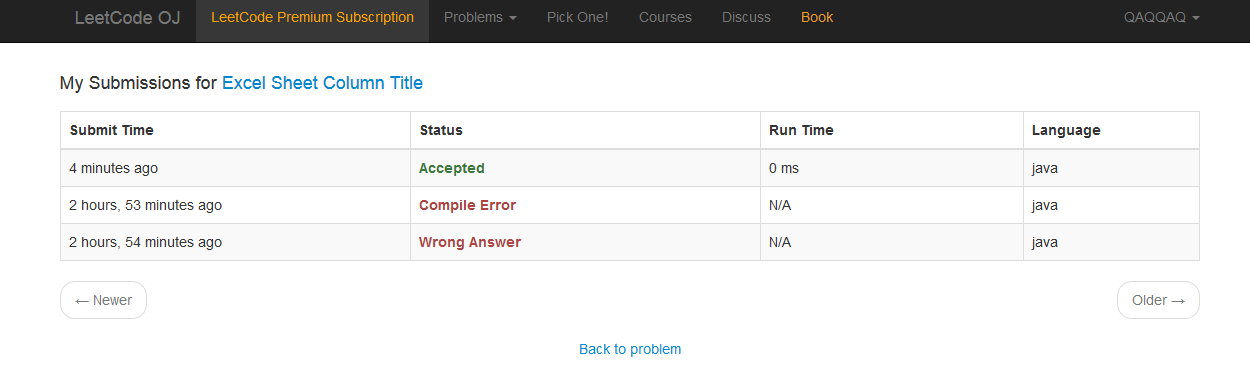 LeetCode OJ LeetCode Premium Subscription Problems Pick One! Courses Discuss Book QAQQAQ
My Submissions for Excel Sheet Column Title
Submit Time Status Run Time Language
4 minutes ago Accepted 0 ms java
2 hours, 53 minutes ago Compile Error N/A java
2 hours, 54 minutes ago Wrong Answer N/A java
← Newer Older →
Back to problem